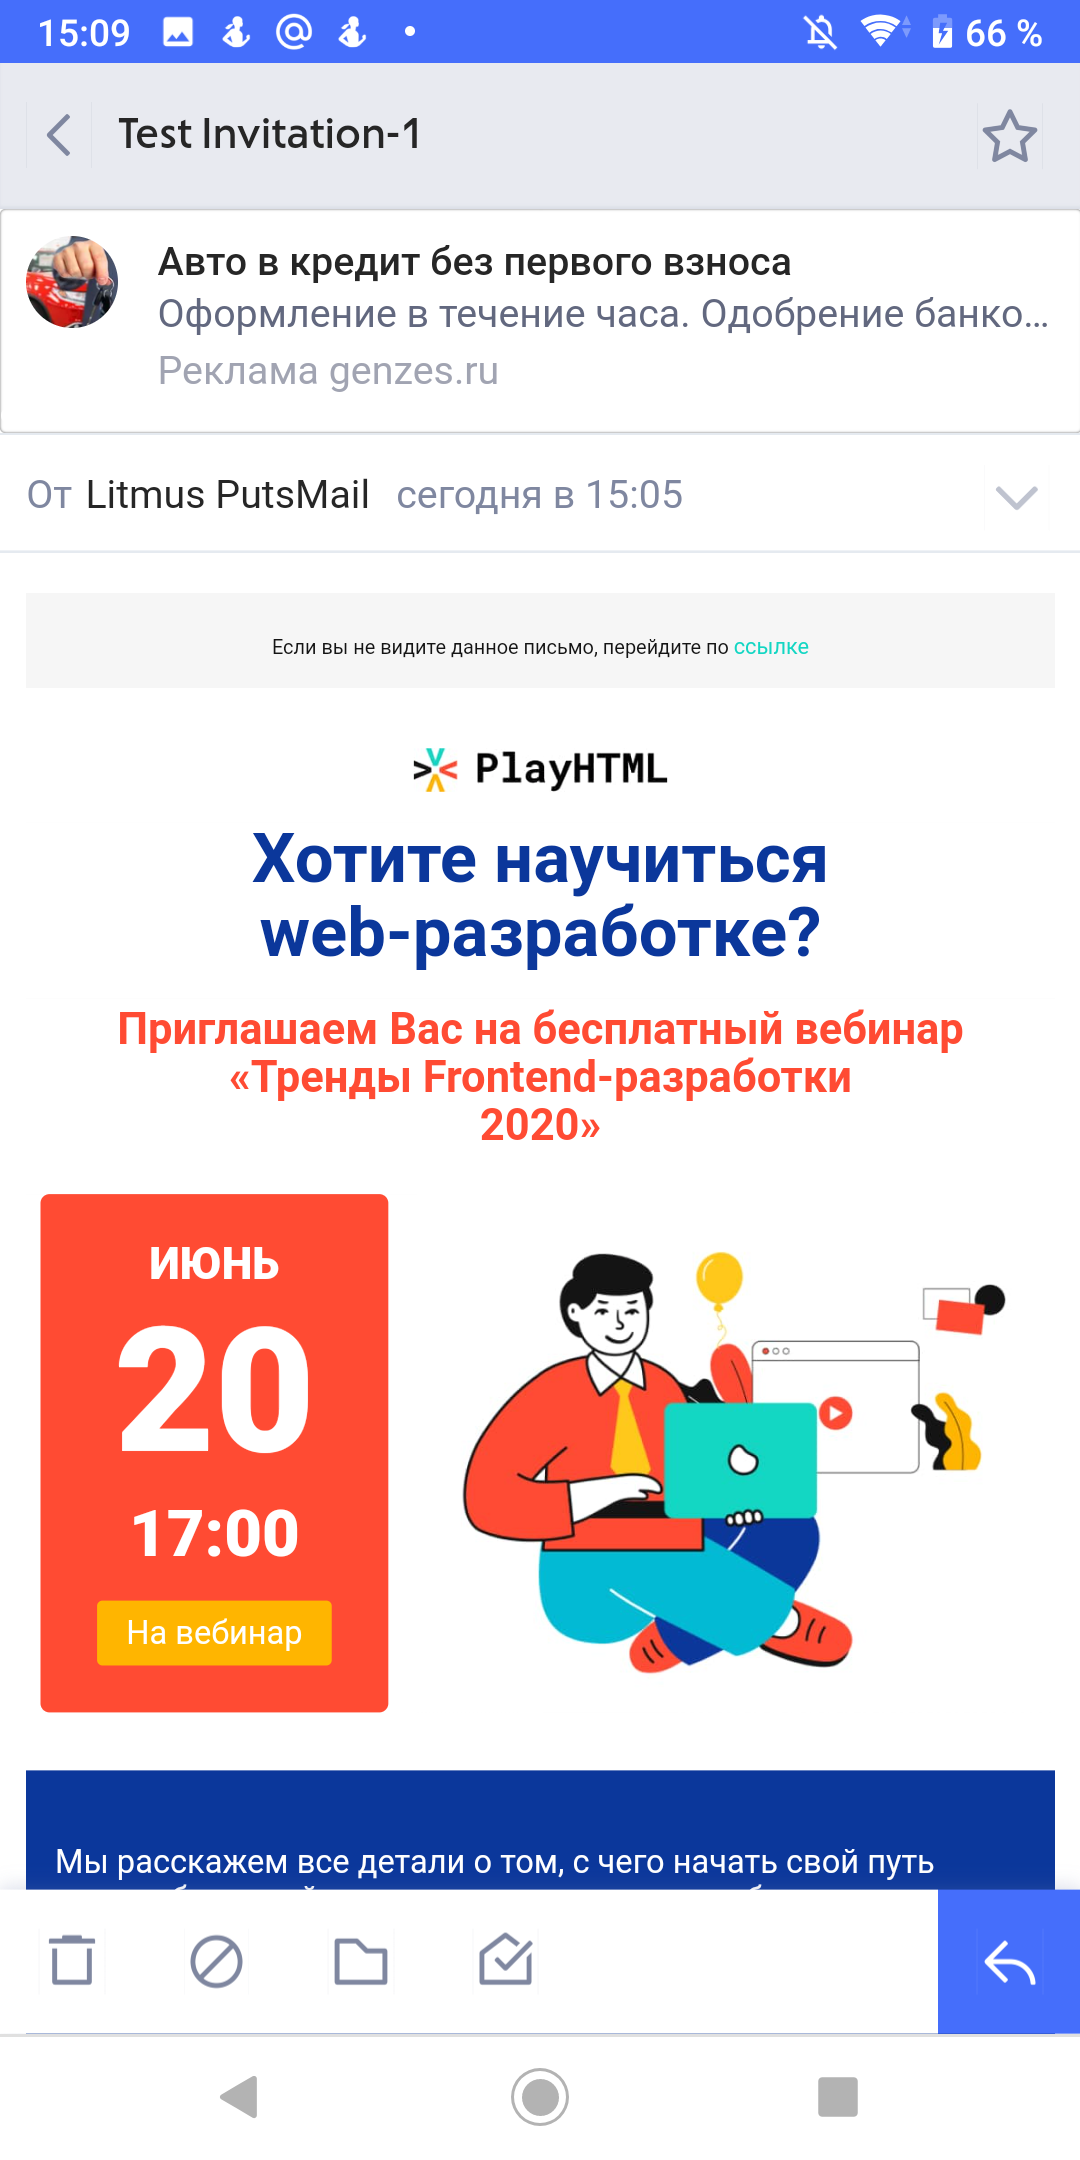 15:09
66 %
Test Invitation-1
Авто в кредит без первого взноса
Оформление в течение часа. Одобрение банко...
Реклама genzes.ru
От Litmus PutsMail сегодня в 15:05
Если вы не видите данное письмо, перейдите по ссылке
PlayHTML
Хотите научиться
web-разработке?
Приглашаем Вас на бесплатный вебинар
«Тренды Frontend-разработки
2020»
ИЮНЬ
20
17:00
На вебинар
Мы расскажем все детали о том, с чего начать свой путь